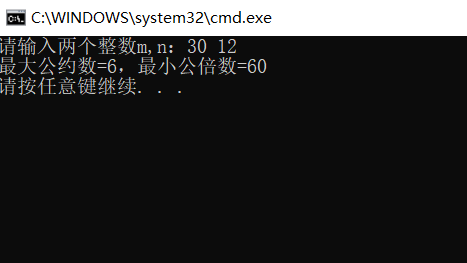 C:\WINDOWS\system32\cmd.exe
请输入两个整数m,n：30 12
最大公约数=6，最小公倍数=60
请按任意键继续. . .